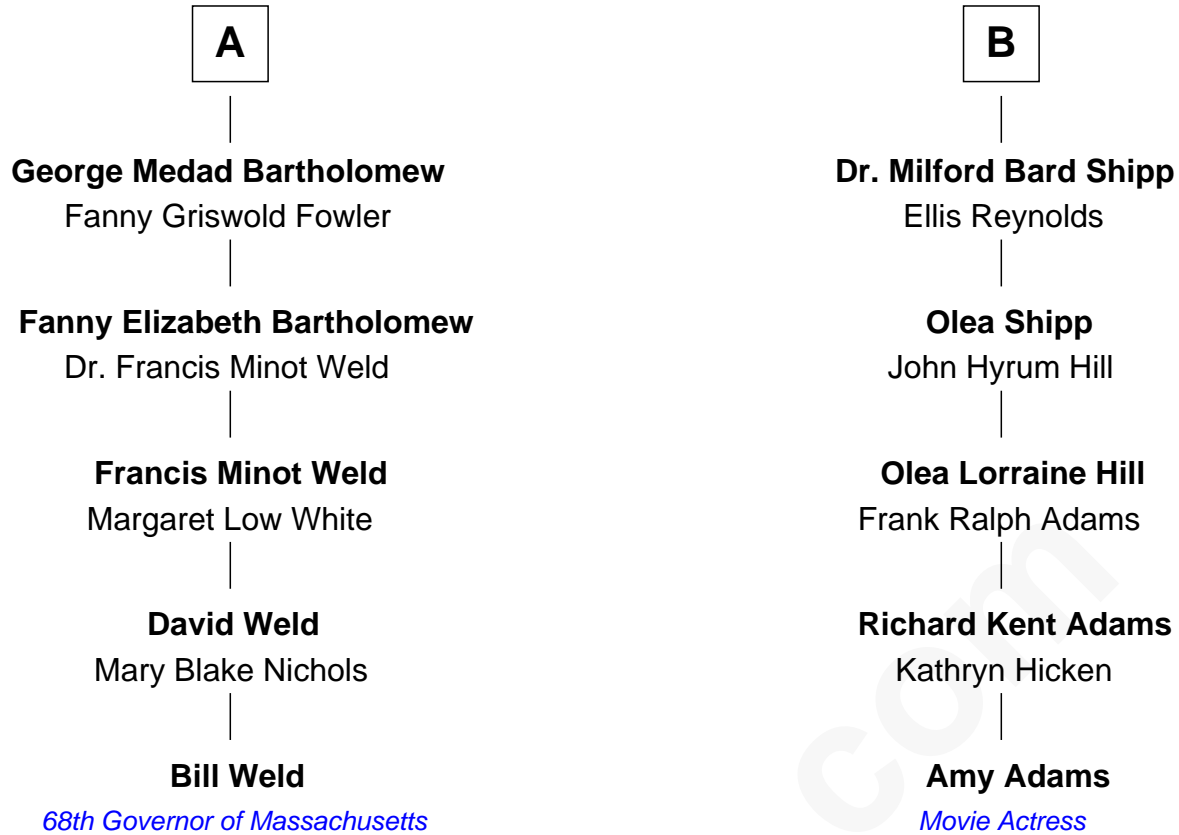 A
George Medad Bartholomew
Fanny Griswold Fowler
Fanny Elizabeth Bartholomew
Dr. Francis Minot Weld
Francis Minot Weld
Margaret Low White
David Weld
Mary Blake Nichols
Bill Weld
68th Governor of Massachusetts
B
Dr. Milford Bard Shipp
Ellis Reynolds
Olea Shipp
John Hyrum Hill
Olea Lorraine Hill
Frank Ralph Adams
Richard Kent Adams
Kathryn Hicken
Amy Adams
Movie Actress
com